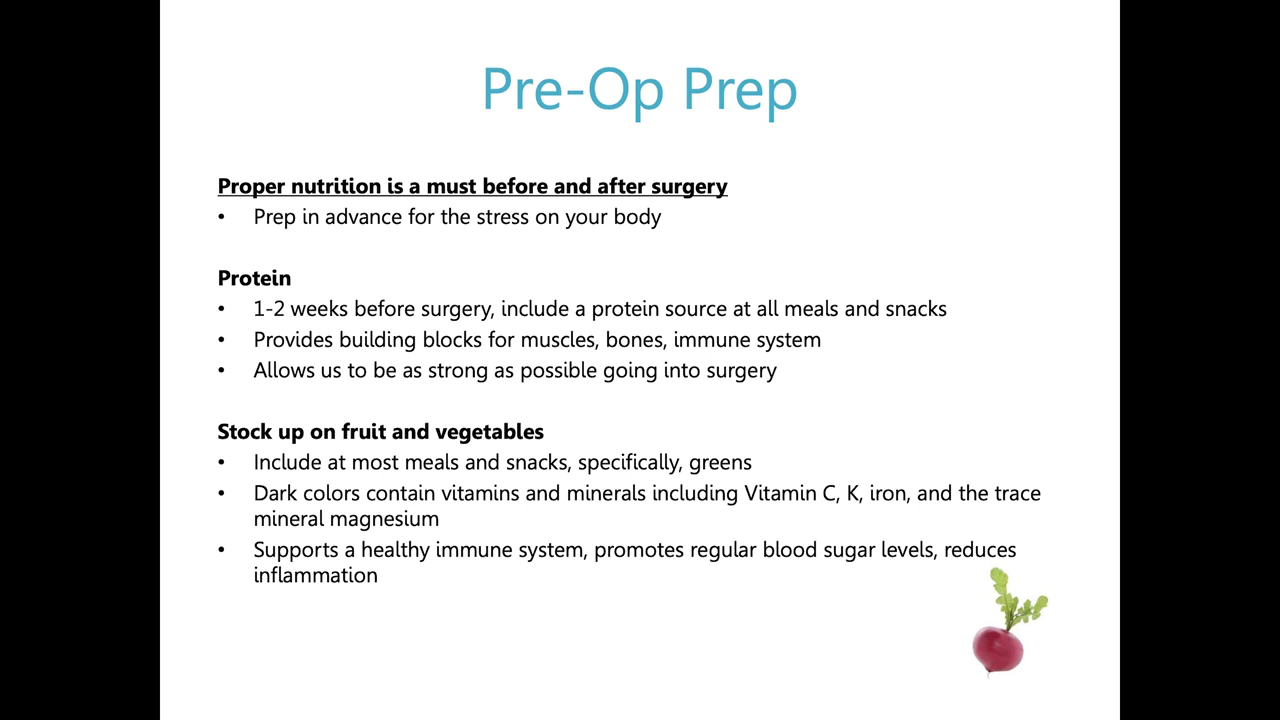 Pre-Op Prep
Proper nutrition is a must before and after surgery
• Prep in advance for the stress on your body
Protein
• 1-2 weeks before surgery, include a protein source at all meals and snacks
• Provides building blocks for muscles, bones, immune system
• Allows us to be as strong as possible going into surgery
Stock up on fruit and vegetables
• Include at most meals and snacks, specifically, greens
• Dark colors contain vitamins and minerals including Vitamin C, K, iron, and the trace
mineral magnesium
• Supports a healthy immune system, promotes regular blood sugar levels, reduces
inflammation